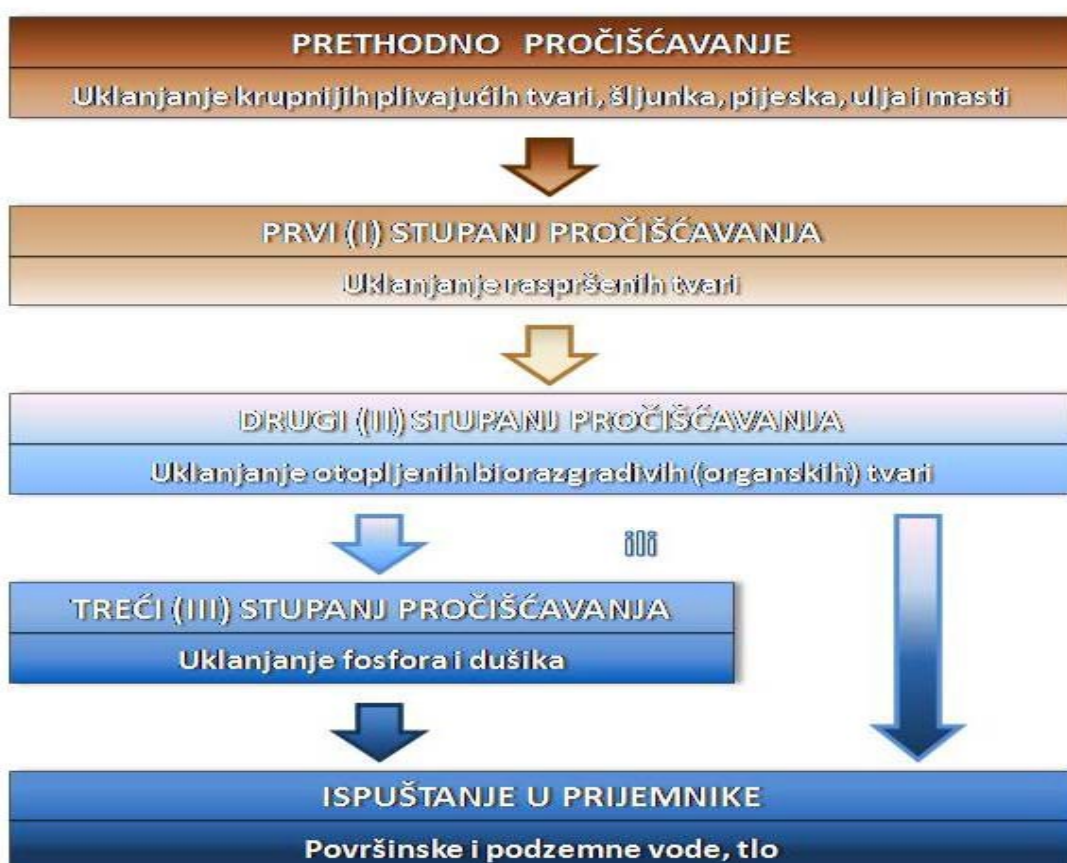 PRETHODNO PROČIŠĆAVANJE
Uklanjanje krupnijih plivajućih tvari, šljunka, pijeska, ulja i masti
PRVI (I) STUPANJ PROČIŠĆAVANJA
Uklanjanje raspršenih tvari
DRUGI (II) STUPANJ PROČIŠĆAVANJA
Uklanjanje otopljenih biorazgradivih (organskih) tvari
ili
TREĆI (III) STUPANJ PROČIŠĆAVANJA
Uklanjanje fosfora i dušika
ISPUŠTANJE U PRIJEMNIKE
Površinske i podzemne vode, tlo